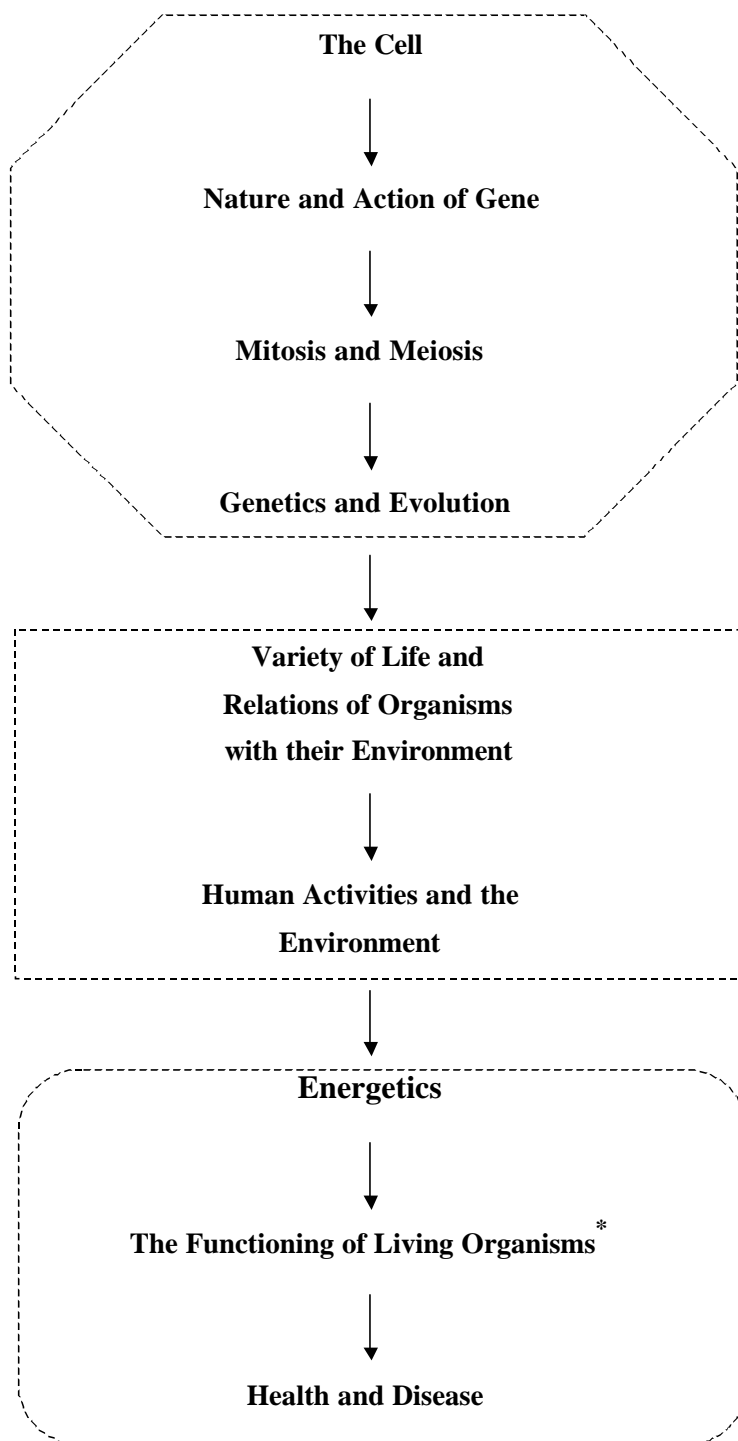 The Cell
Nature and Action of Gene
Mitosis and Meiosis
Genetics and Evolution
Variety of Life and
Relations of Organisms
with their Environment
Human Activities and the
Environment
Energetics
The Functioning of Living Organisms*
Health and Disease